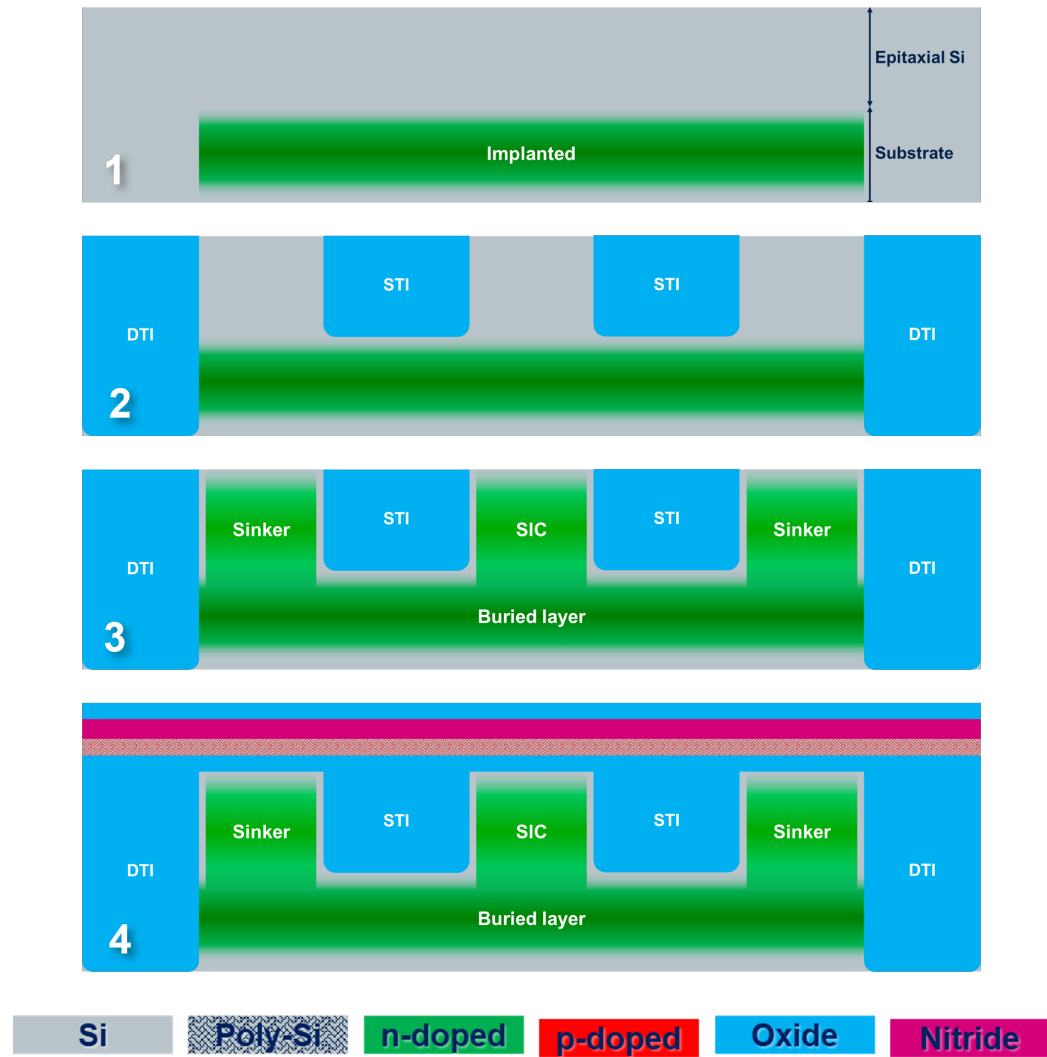 Epitaxial Si
Implanted
Substrate
1
STI
STI
DTI
DTI
2
Sinker
STI
SIC
STI
Sinker
DTI
DTI
Buried layer
3
Sinker
STI
SIC
STI
Sinker
DTI
DTI
Buried layer
4
Si
Poly-Si
n-doped
p-doped
Oxide
Nitride